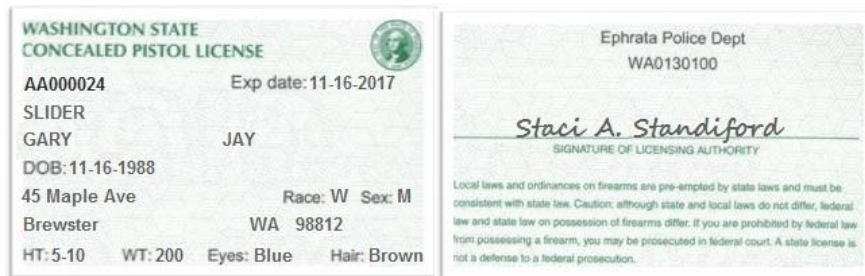 WASHINGTON STATE
CONCEALED PISTOL LICENSE
AA000024 Exp date: 11-16-2017
SLIDER
GARY JAY
DOB: 11-16-1988
45 Maple Ave Race: W Sex: M
Brewster WA 98812
HT: 5-10 WT: 200 Eyes: Blue Hair: Brown
Ephrata Police Dept
WA0130100
Staci A. Standiford
SIGNATURE OF LICENSING AUTHORITY
Local laws and ordinances on firearms are pre-empted by state laws and must be
consistent with state law. Caution: although state and local laws do not differ, federal
law and state law on possession of firearms differ. If you are prohibited by federal law
from possessing a firearm, you may be prosecuted in federal court. A state license is
not a defense to a federal prosecution.